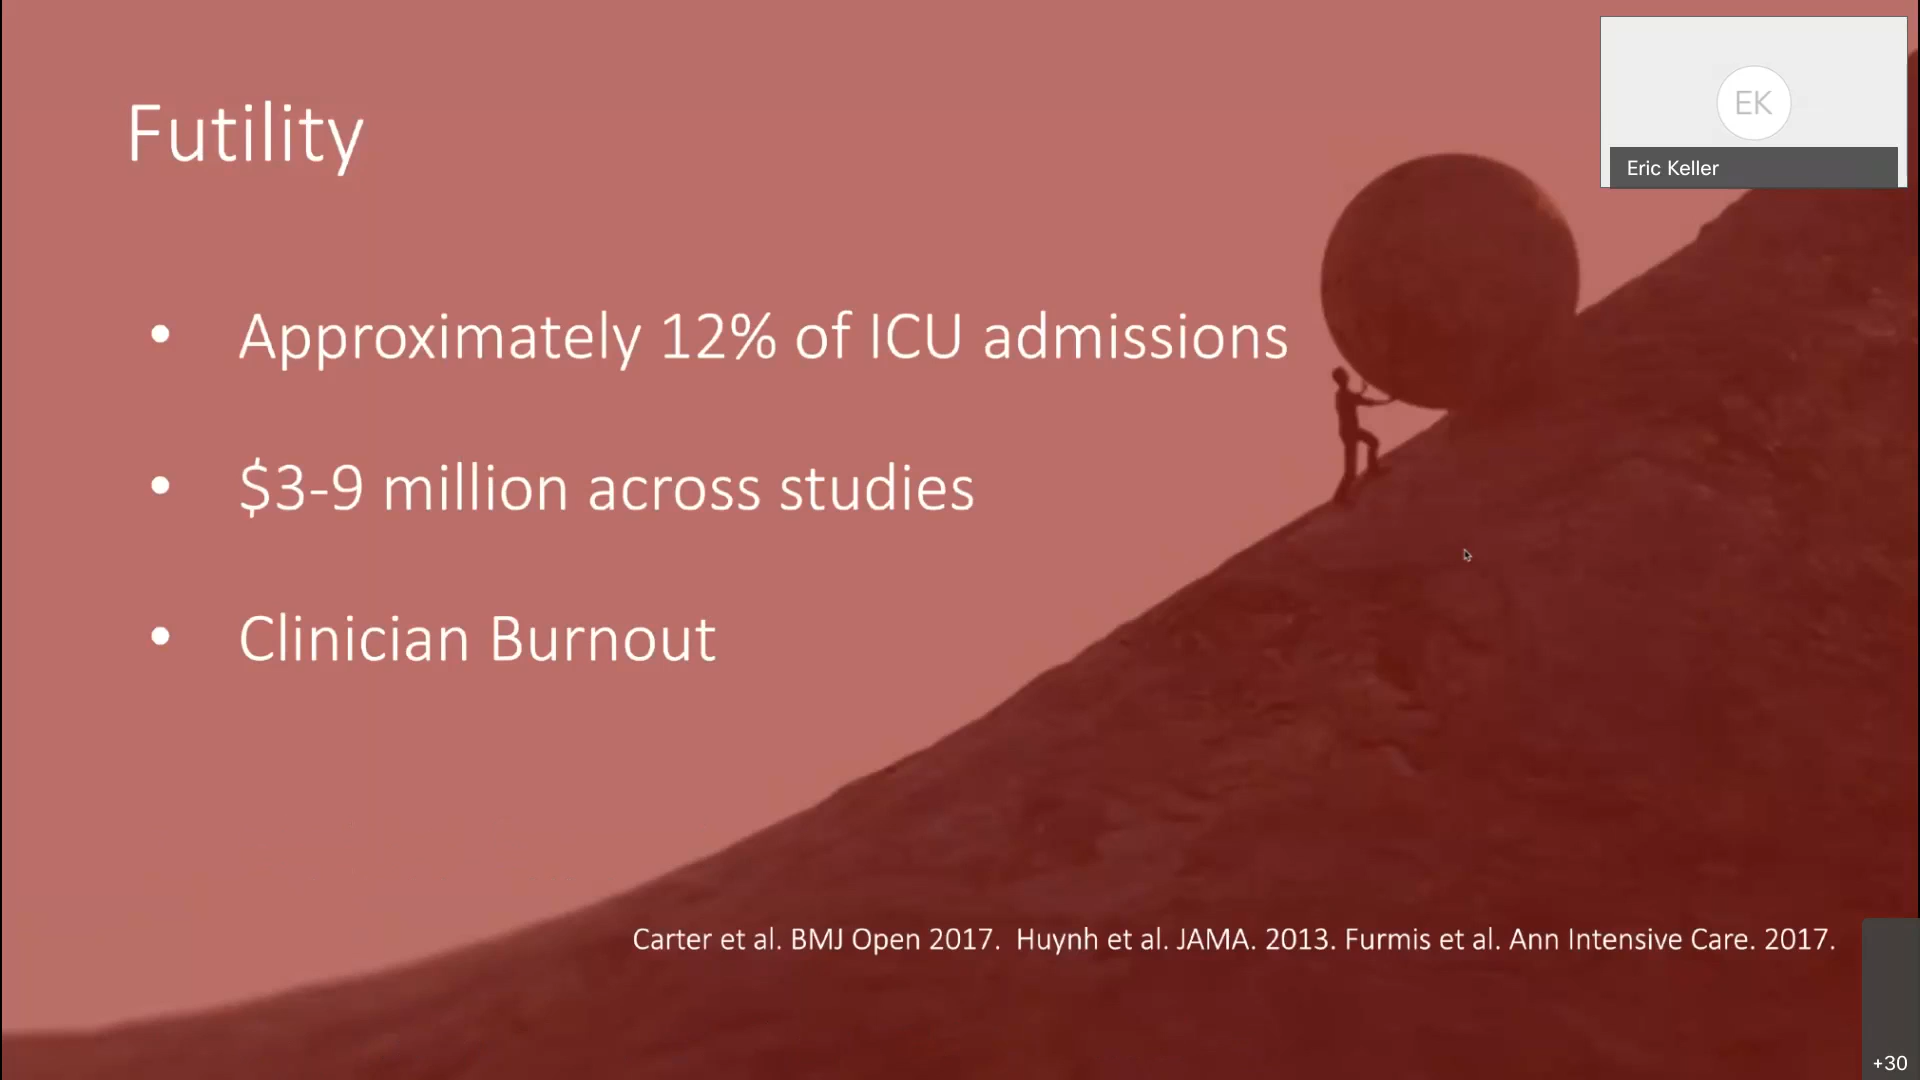 Futility
EK
Eric Keller
• Approximately 12% of ICU admissions
• $3-9 million across studies
• Clinician Burnout
Carter et al. BMJ Open 2017. Huynh et al. JAMA. 2013. Furmis et al. Ann Intensive Care. 2017.
+30